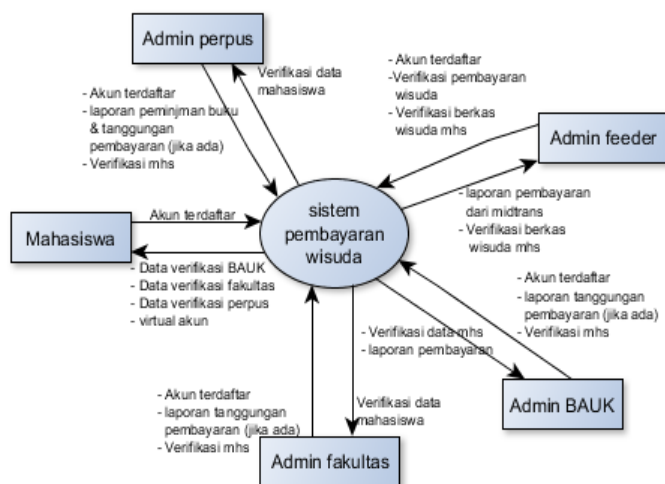 Admin perpus
Verifikasi data
mahasiswa
- Akun terdaftar
- laporan peminjman buku
& tanggungan
pembayaran (jika ada)
- Verifikasi mhs
- Akun terdaftar
-Verifikasi pembayaran
wisuda
- Verifikasi berkas
wisuda mhs
Admin feeder
- laporan pembayaran
dari midtrans
- Verifikasi berkas
wisuda mhs
sistem
pembayaran
wisuda
Akun terdaftar
Mahasiswa
- Data verifikasi BAUK
- Data verifikasi fakultas
- Data verifikasi perpus
- virtual akun
- Akun terdaftar
- laporan tanggungan
pembayaran (jika ada)
- Verifikasi mhs
- Verifikasi data mhs
- laporan pembayaran
Admin BAUK
- Akun terdaftar
- laporan tanggungan
pembayaran (jika ada)
- Verifikasi mhs
Verifikasi data
mahasiswa
Admin fakultas